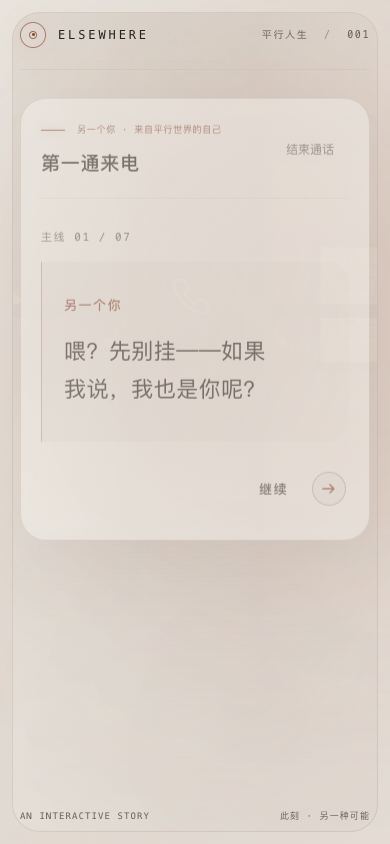 ELSEWHERE
平行人生 / 001
另一个你 · 来自平行世界的自己
第一通来电
结束通话
主线 01 / 07
另一个你
喂？先别挂——如果
我说，我也是你呢？
继续
AN INTERACTIVE STORY
此刻 · 另一种可能